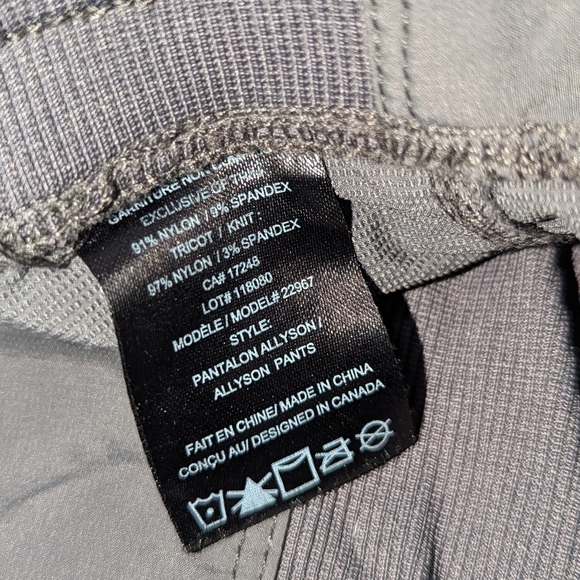 GARNITURE NON
EXCLUSIVE OF
91% NYLON / 9% SPANDEX
TRICOT / KNIT :
97% NYLON / 3% SPANDEX
CA# 17248
LOT# 118080
MODÈLE / MODEL# 22967
STYLE:
PANTALON ALLYSON /
ALLYSON PANTS
FAIT EN CHINE/ MADE IN CHINA
CONÇU AU/ DESIGNED IN CANADA